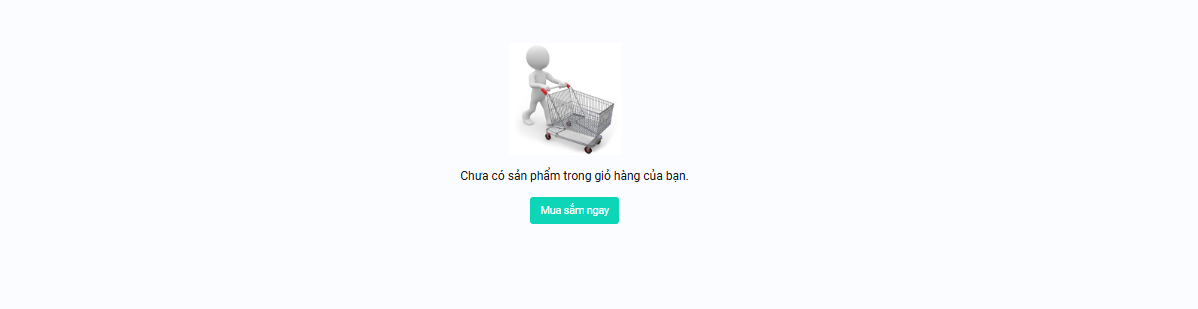 Chưa có sản phẩm trong giỏ hàng của bạn.
Mua sắm ngay